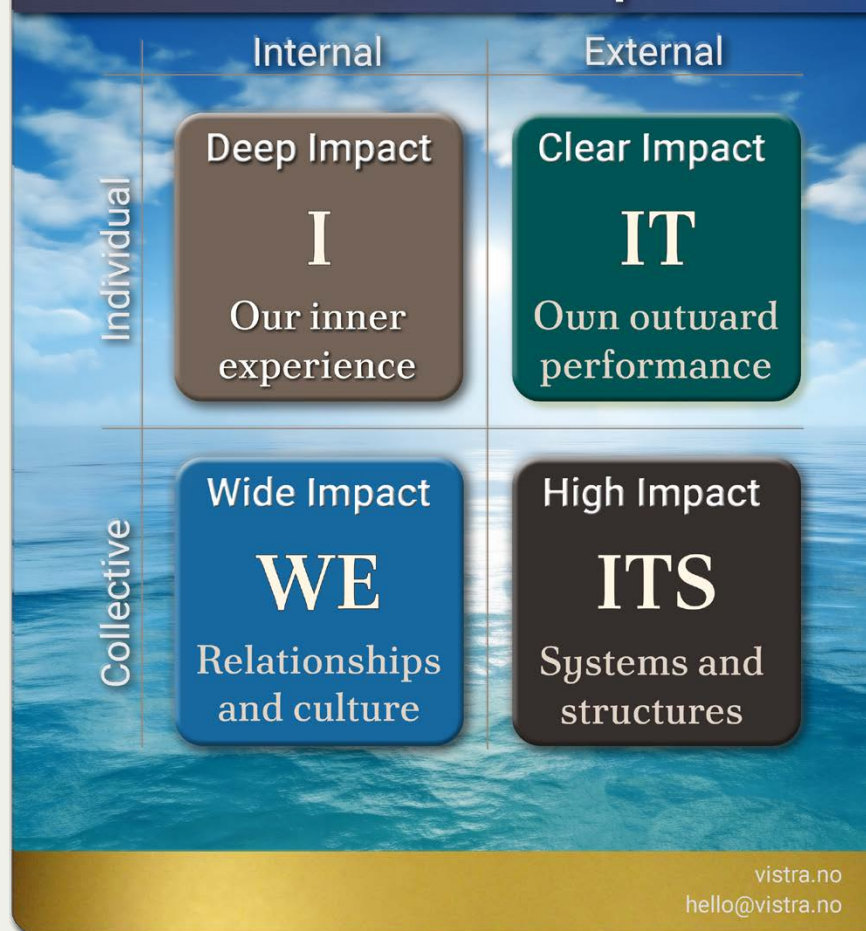 Internal
External
Individual
Deep Impact
I
Our inner
experience
Clear Impact
IT
Own outward
performance
Collective
Wide Impact
WE
Relationships
and culture
High Impact
ITS
Systems and
structures
vistra.no
hello@vistra.no